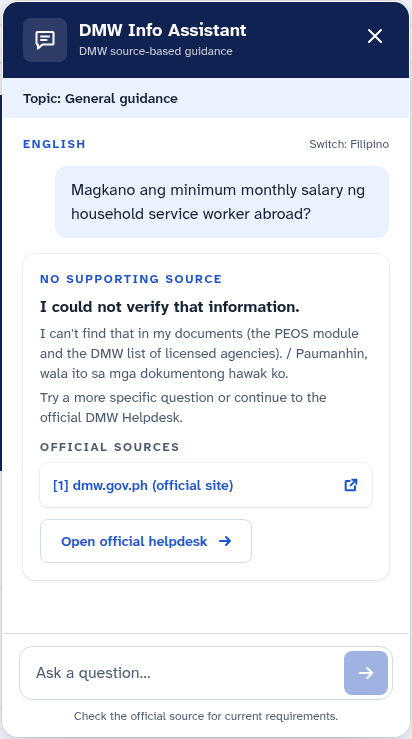 DMW Info Assistant
DMW source-based guidance
Topic: General guidance
ENGLISH
Switch: Filipino
Magkano ang minimum monthly salary ng
household service worker abroad?
NO SUPPORTING SOURCE
I could not verify that information.
I can't find that in my documents (the PEOS module
and the DMW list of licensed agencies). / Paumanhin,
wala ito sa mga dokumentong hawak ko.
Try a more specific question or continue to the
official DMW Helpdesk.
OFFICIAL SOURCES
[1] dmw.gov.ph (official site)
Open official helpdesk
Ask a question...
Check the official source for current requirements.